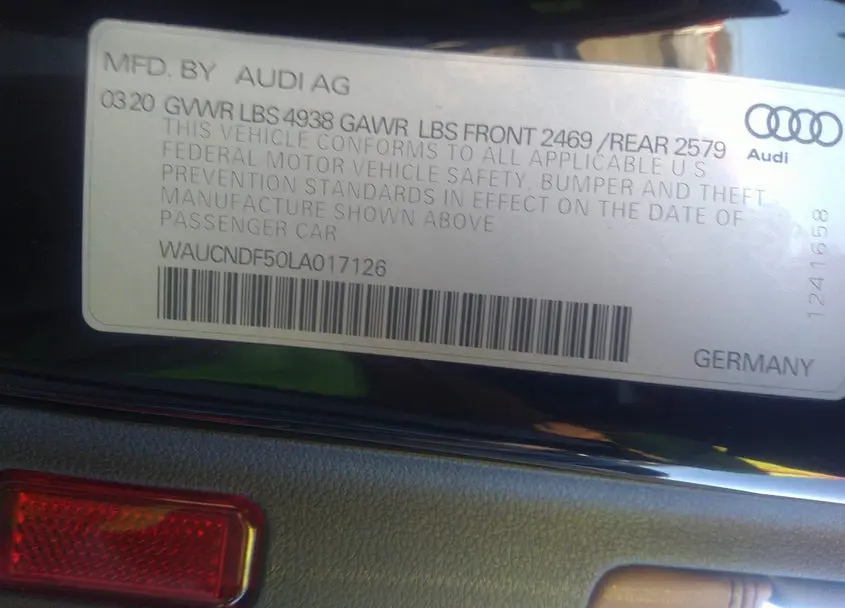 MFD. BY AUDI AG
0320 GVWR LBS 4938 GAWR LBS FRONT 2469 /REAR 2579
THIS VEHICLE CONFORMS TO ALL APPLICABLE U S
FEDERAL MOTOR VEHICLE SAFETY, BUMPER AND THEFT
PREVENTION STANDARDS IN EFFECT ON THE DATE OF
MANUFACTURE SHOWN ABOVE
PASSENGER CAR
WAUCNDF50LA017126
Audi
1241658
GERMANY